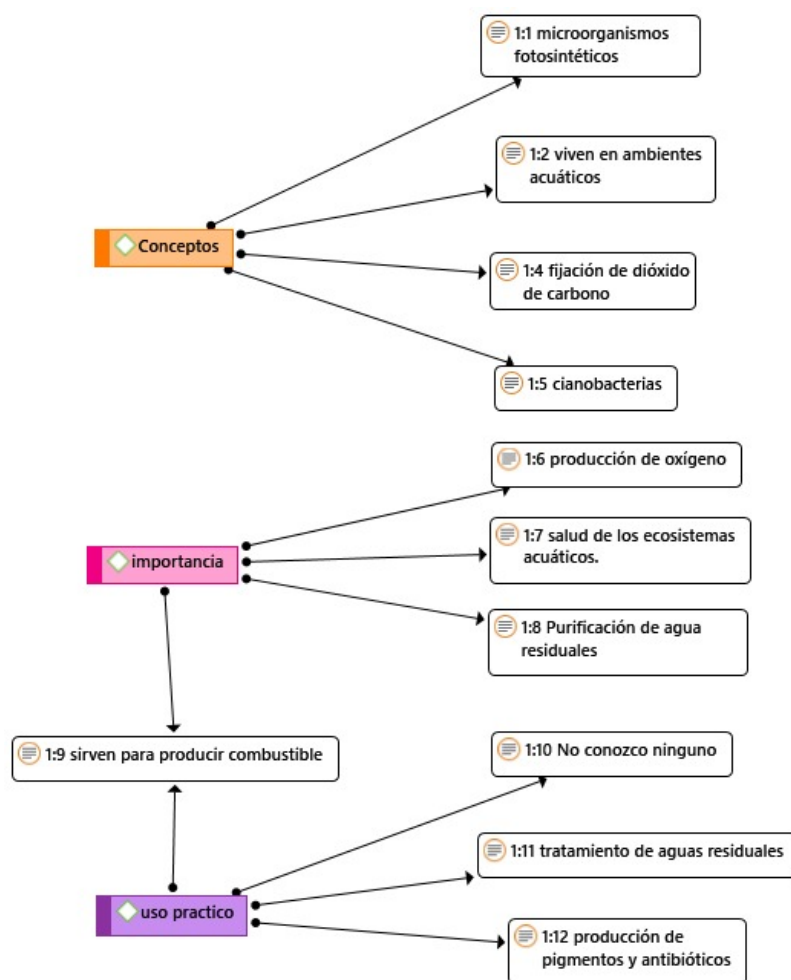 1:1 microorganismos
fotosintéticos
1:2 viven en ambientes
acuáticos
Conceptos
1:4 fijación de dióxido
de carbono
1:5 cianobacterias
1:6 producción de oxígeno
1:7 salud de los ecosistemas
acuáticos.
importancia
1:8 Purificación de agua
residuales
1:9 sirven para producir combustible
1:10 No conozco ninguno
1:11 tratamiento de aguas residuales
uso practico
1:12 producción de
pigmentos y antibióticos